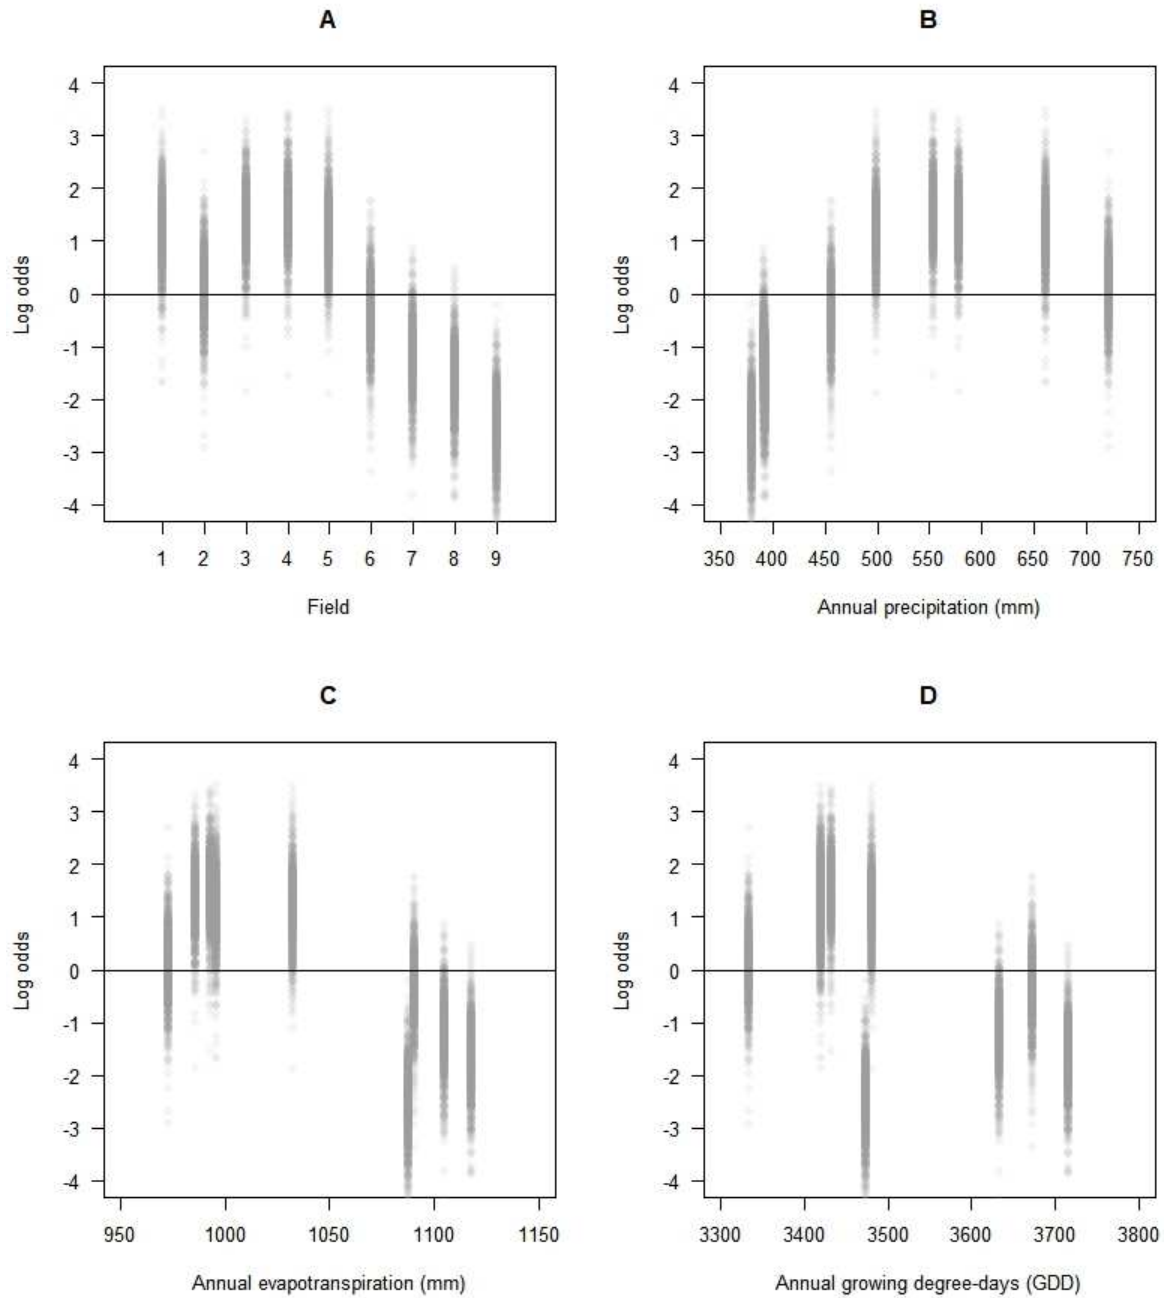 A
4
3
2
1
0
-1
-2
-3
-4
Log odds
1 2 3 4 5 6 7 8 9
Field
B
4
3
2
1
0
-1
-2
-3
-4
Log odds
350 400 450 500 550 600 650 700 750
Annual precipitation (mm)
C
4
3
2
1
0
-1
-2
-3
-4
Log odds
950 1000 1050 1100 1150
Annual evapotranspiration (mm)
D
4
3
2
1
0
-1
-2
-3
-4
Log odds
3300 3400 3500 3600 3700 3800
Annual growing degree-days (GDD)